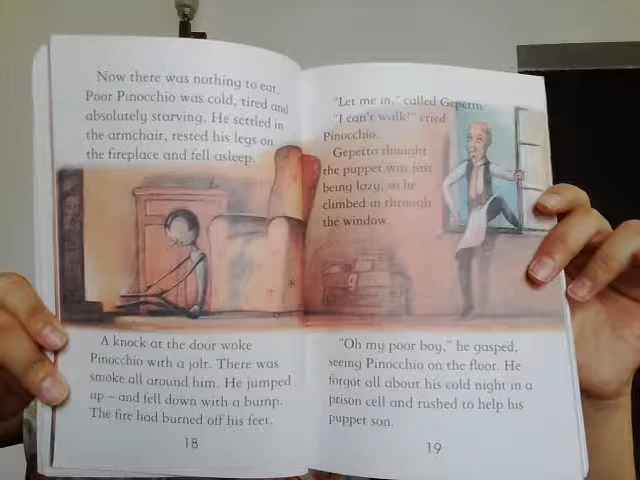 Now there was nothing to eat.
Poor Pinocchio was cold, tired and
absolutely starving. He settled in
the armchair, rested his legs on
the fireplace and fell asleep.
A knock at the door woke
Pinocchio with a jolt. There was
smoke all around him. He jumped
up – and fell down with a bump.
The fire had burned off his feet.
18
"Let me in," called Gepetto.
"I can't walk!" cried
Pinocchio.
Gepetto thought
the puppet was just
being lazy, so he
climbed in through
the window.
"Oh my poor boy," he gasped,
seeing Pinocchio on the floor. He
forgot all about his cold night in a
prison cell and rushed to help his
puppet son.
19